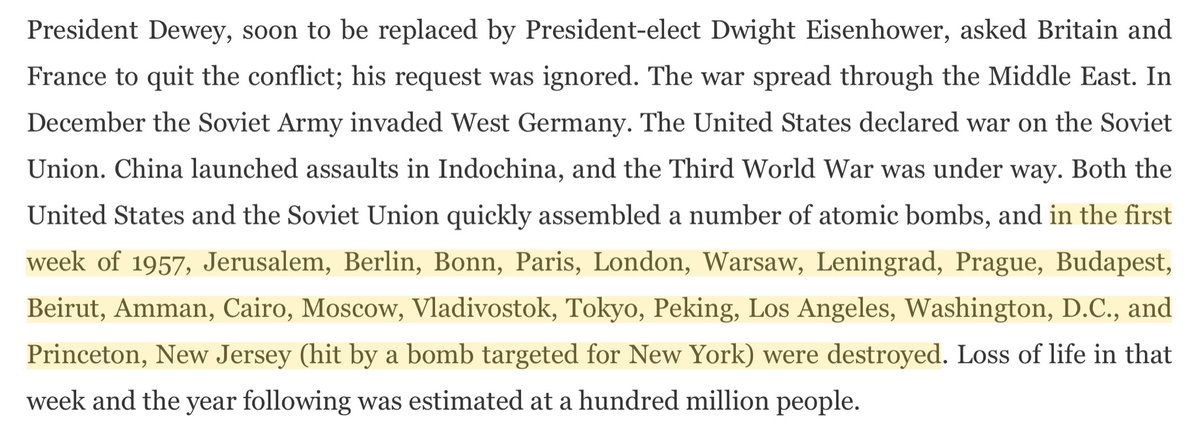 President Dewey, soon to be replaced by President-elect Dwight Eisenhower, asked Britain and
France to quit the conflict; his request was ignored. The war spread through the Middle East. In
December the Soviet Army invaded West Germany. The United States declared war on the Soviet
Union. China launched assaults in Indochina, and the Third World War was under way. Both the
United States and the Soviet Union quickly assembled a number of atomic bombs, and in the first
week of 1957, Jerusalem, Berlin, Bonn, Paris, London, Warsaw, Leningrad, Prague, Budapest,
Beirut, Amman, Cairo, Moscow, Vladivostok, Tokyo, Peking, Los Angeles, Washington, D.C., and
Princeton, New Jersey (hit by a bomb targeted for New York) were destroyed. Loss of life in that
week and the year following was estimated at a hundred million people.